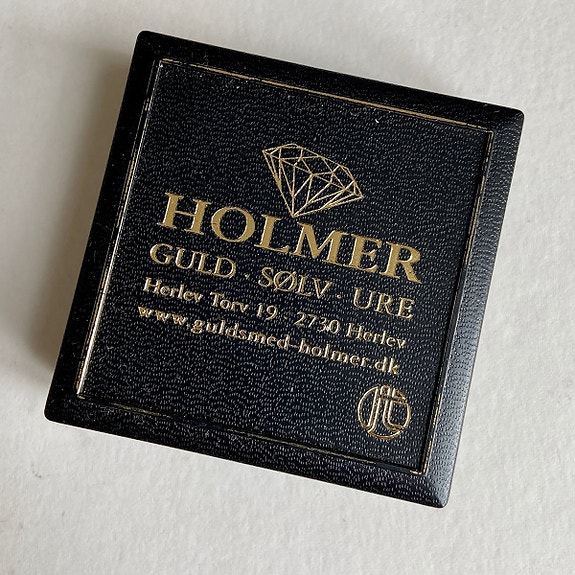 HOLMER
GULD · SØLV · URE
Herlev Torv 19 · 2730 Herlev
www.guldsmed-holmer.dk